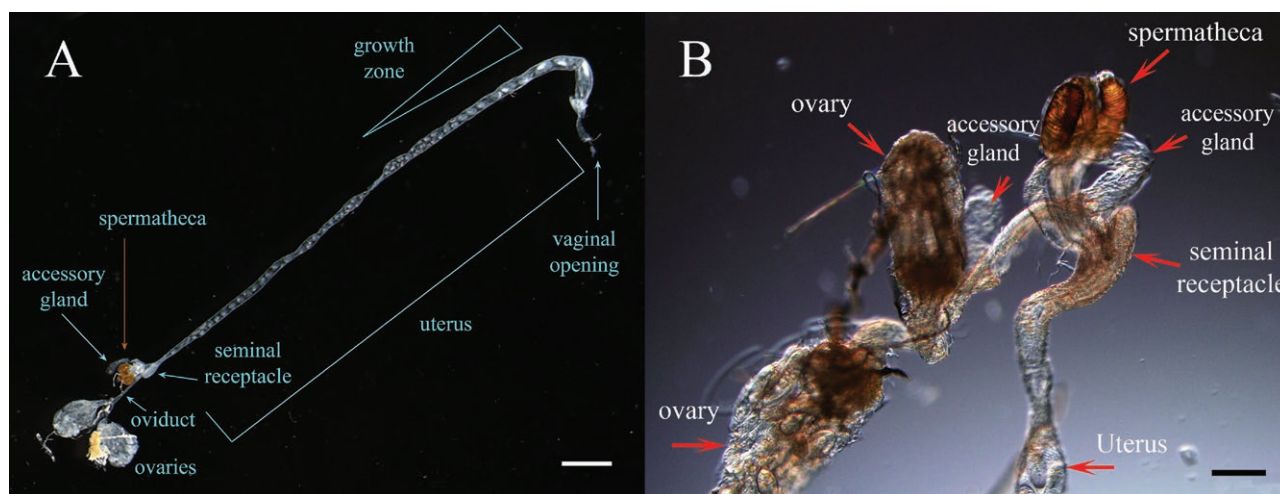 A
growth
zone
spermatheca
accessory
gland
vaginal
opening
uterus
seminal
receptacle
oviduct
ovaries
B
spermatheca
ovary
accessory
gland
accessory
gland
seminal
receptacle
ovary
Uterus